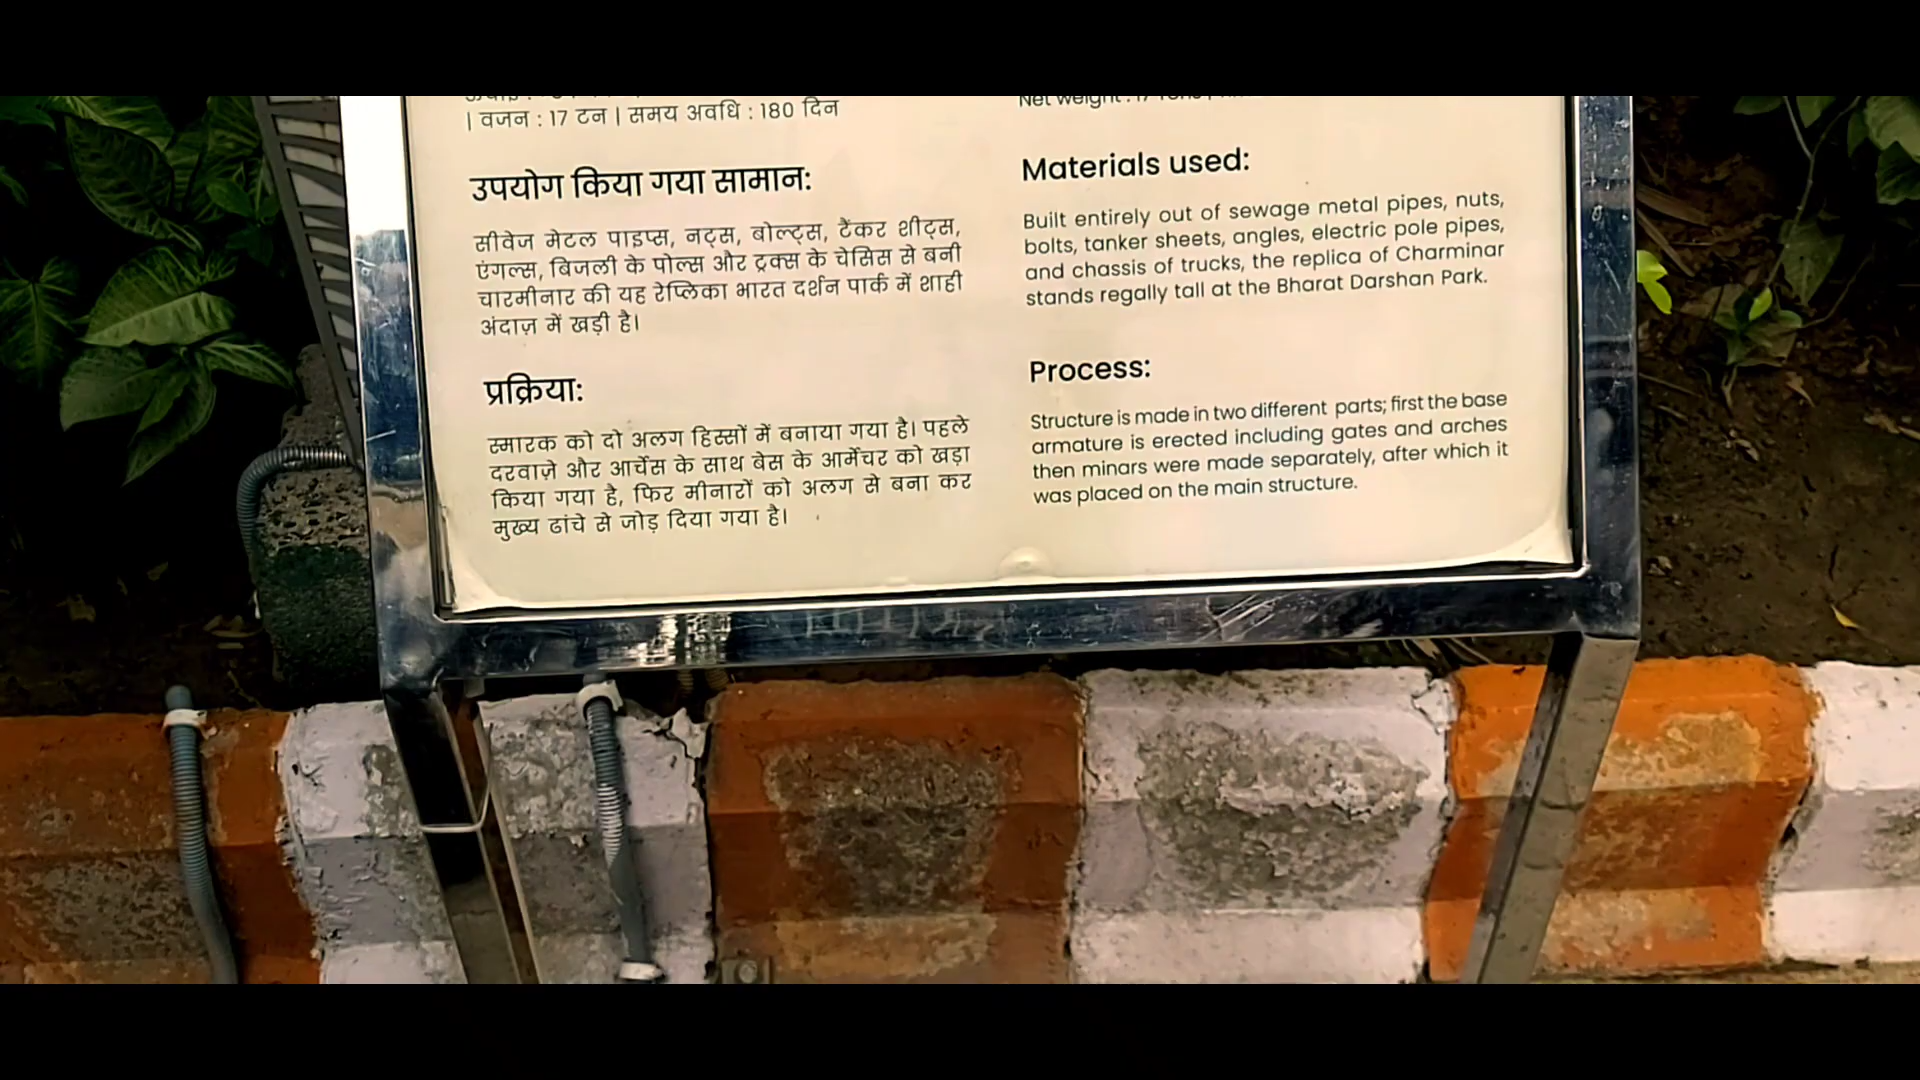 | वजन : 17 टन | समय अवधि : 180 दिन
उपयोग किया गया सामान:
सीवेज मेटल पाइप्स, नट्स, बोल्ट्स, टैंकर शीट्स,
एंगल्स, बिजली के पोल्स और ट्रक्स के चेसिस से बनी
चारमीनार की यह रेप्लिका भारत दर्शन पार्क में शाही
अंदाज़ में खड़ी है।
प्रक्रिया:
स्मारक को दो अलग हिस्सों में बनाया गया है। पहले
दरवाज़े और आर्चेस के साथ बेस के आर्मेचर को खड़ा
किया गया है, फिर मीनारों को अलग से बना कर
मुख्य ढांचे से जोड़ दिया गया है।
Net weight : 17
Materials used:
Built entirely out of sewage metal pipes, nuts,
bolts, tanker sheets, angles, electric pole pipes,
and chassis of trucks, the replica of Charminar
stands regally tall at the Bharat Darshan Park.
Process:
Structure is made in two different parts; first the base
armature is erected including gates and arches
then minars were made separately, after which it
was placed on the main structure.